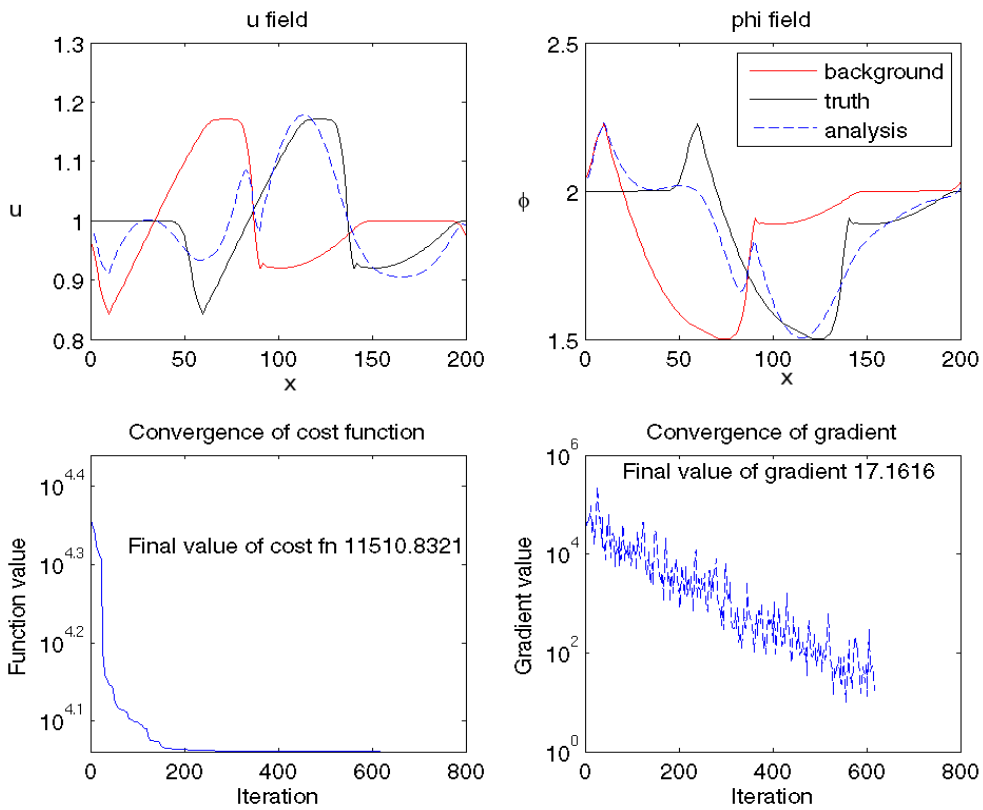 u field
1.3
1.2
1.1
1
0.9
0.8
u
0
50
100
150
200
x
phi field
2.5
2
1.5
ϕ
background
truth
analysis
0
50
100
150
200
x
Convergence of cost function
10^4.4
10^4.3
10^4.2
10^4.1
Function value
Final value of cost fn 11510.8321
0
200
400
600
800
Iteration
Convergence of gradient
10^6
10^4
10^2
10^0
Gradient value
Final value of gradient 17.1616
0
200
400
600
800
Iteration